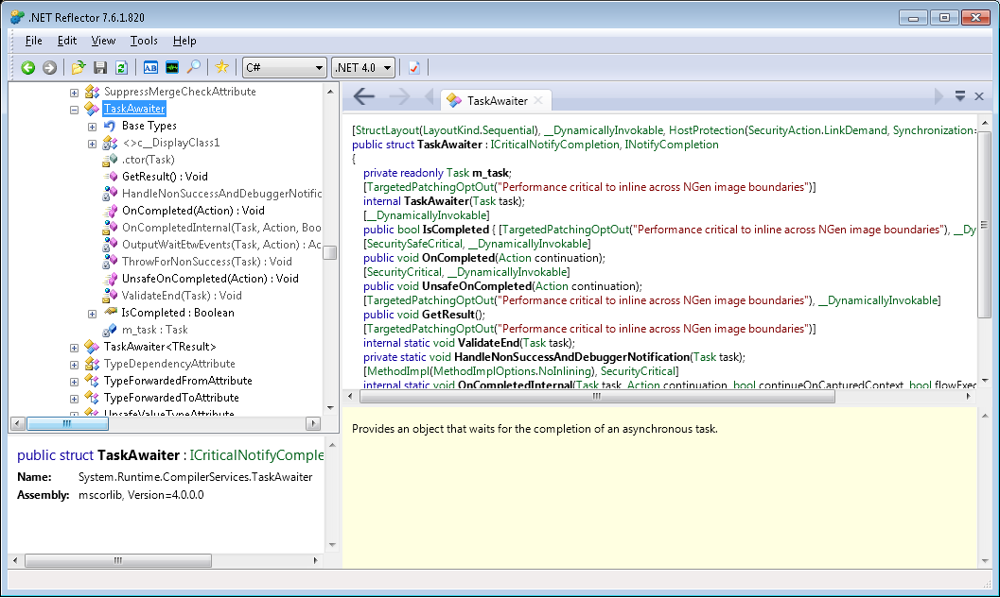 .NET Reflector 7.6.1.820
File Edit View Tools Help
C# .NET 4.0
SuppressMergeCheckAttribute
TaskAwaiter
Base Types
<>c__DisplayClass1
.ctor(Task)
GetResult() : Void
HandleNonSuccessAndDebuggerNotific
OnCompleted(Action) : Void
OnCompletedInternal(Task, Action, Boo
OutputWaitEtwEvents(Task, Action) : Ac
ThrowForNonSuccess(Task) : Void
UnsafeOnCompleted(Action) : Void
ValidateEnd(Task) : Void
IsCompleted : Boolean
m_task : Task
TaskAwaiter<TResult>
TypeDependencyAttribute
TypeForwardedFromAttribute
TypeForwardedToAttribute
UnsafeValueTypeAttribute
public struct TaskAwaiter : ICriticalNotifyComple
Name: System.Runtime.CompilerServices.TaskAwaiter
Assembly: mscorlib, Version=4.0.0.0
TaskAwaiter
[StructLayout(LayoutKind.Sequential), __DynamicallyInvokable, HostProtection(SecurityAction.LinkDemand, Synchronization=
public struct TaskAwaiter : ICriticalNotifyCompletion, INotifyCompletion
{
private readonly Task m_task;
[TargetedPatchingOptOut("Performance critical to inline across NGen image boundaries")]
internal TaskAwaiter(Task task);
[__DynamicallyInvokable]
public bool IsCompleted { [TargetedPatchingOptOut("Performance critical to inline across NGen image boundaries"), __Dy
[SecuritySafeCritical, __DynamicallyInvokable]
public void OnCompleted(Action continuation);
[SecurityCritical, __DynamicallyInvokable]
public void UnsafeOnCompleted(Action continuation);
[TargetedPatchingOptOut("Performance critical to inline across NGen image boundaries"), __DynamicallyInvokable]
public void GetResult();
[TargetedPatchingOptOut("Performance critical to inline across NGen image boundaries")]
internal static void ValidateEnd(Task task);
private static void HandleNonSuccessAndDebuggerNotification(Task task);
[MethodImpl(MethodImplOptions.NoInlining), SecurityCritical]
internal static void OnCompletedInternal(Task task, Action continuation, bool continueOnCapturedContext, bool flowExec
Provides an object that waits for the completion of an asynchronous task.